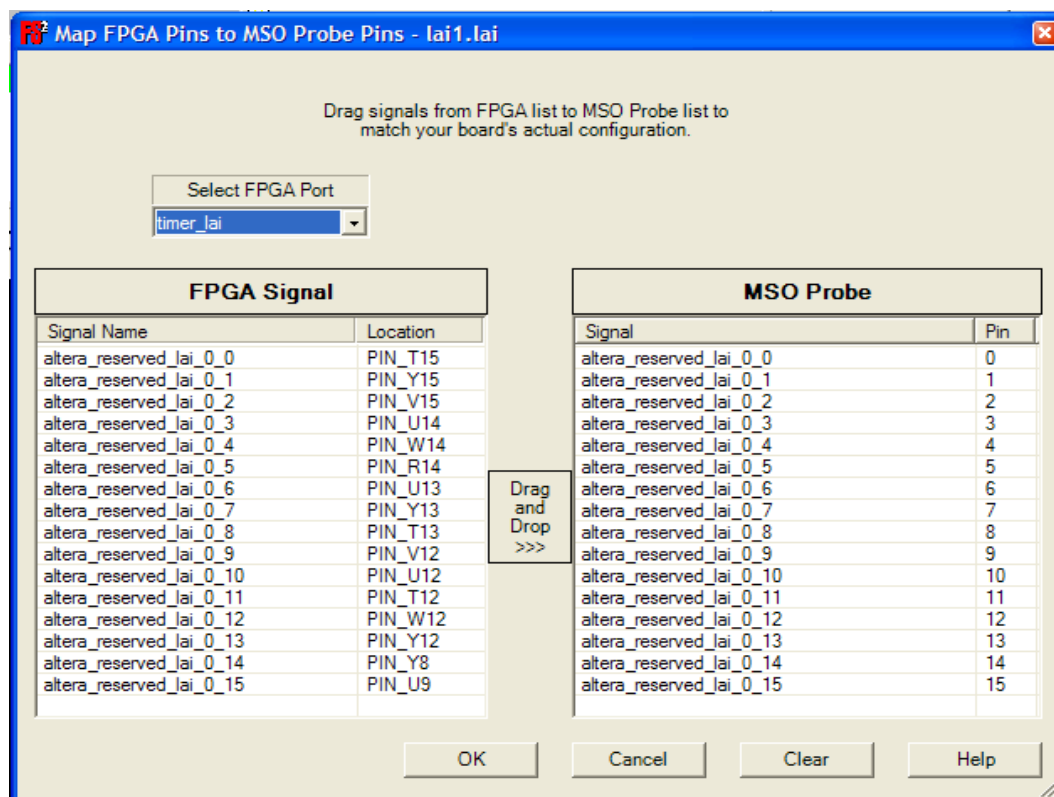 Map FPGA Pins to MSO Probe Pins - lai1.lai
Drag signals from FPGA list to MSO Probe list to
match your board's actual configuration.
Select FPGA Port
timer_lai
FPGA Signal
Signal Name Location
altera_reserved_lai_0_0 PIN_T15
altera_reserved_lai_0_1 PIN_Y15
altera_reserved_lai_0_2 PIN_V15
altera_reserved_lai_0_3 PIN_U14
altera_reserved_lai_0_4 PIN_W14
altera_reserved_lai_0_5 PIN_R14
altera_reserved_lai_0_6 PIN_U13
altera_reserved_lai_0_7 PIN_Y13
altera_reserved_lai_0_8 PIN_T13
altera_reserved_lai_0_9 PIN_V12
altera_reserved_lai_0_10 PIN_U12
altera_reserved_lai_0_11 PIN_T12
altera_reserved_lai_0_12 PIN_W12
altera_reserved_lai_0_13 PIN_Y12
altera_reserved_lai_0_14 PIN_Y8
altera_reserved_lai_0_15 PIN_U9
Drag
and
Drop
>>>
MSO Probe
Signal Pin
altera_reserved_lai_0_0 0
altera_reserved_lai_0_1 1
altera_reserved_lai_0_2 2
altera_reserved_lai_0_3 3
altera_reserved_lai_0_4 4
altera_reserved_lai_0_5 5
altera_reserved_lai_0_6 6
altera_reserved_lai_0_7 7
altera_reserved_lai_0_8 8
altera_reserved_lai_0_9 9
altera_reserved_lai_0_10 10
altera_reserved_lai_0_11 11
altera_reserved_lai_0_12 12
altera_reserved_lai_0_13 13
altera_reserved_lai_0_14 14
altera_reserved_lai_0_15 15
OK Cancel Clear Help